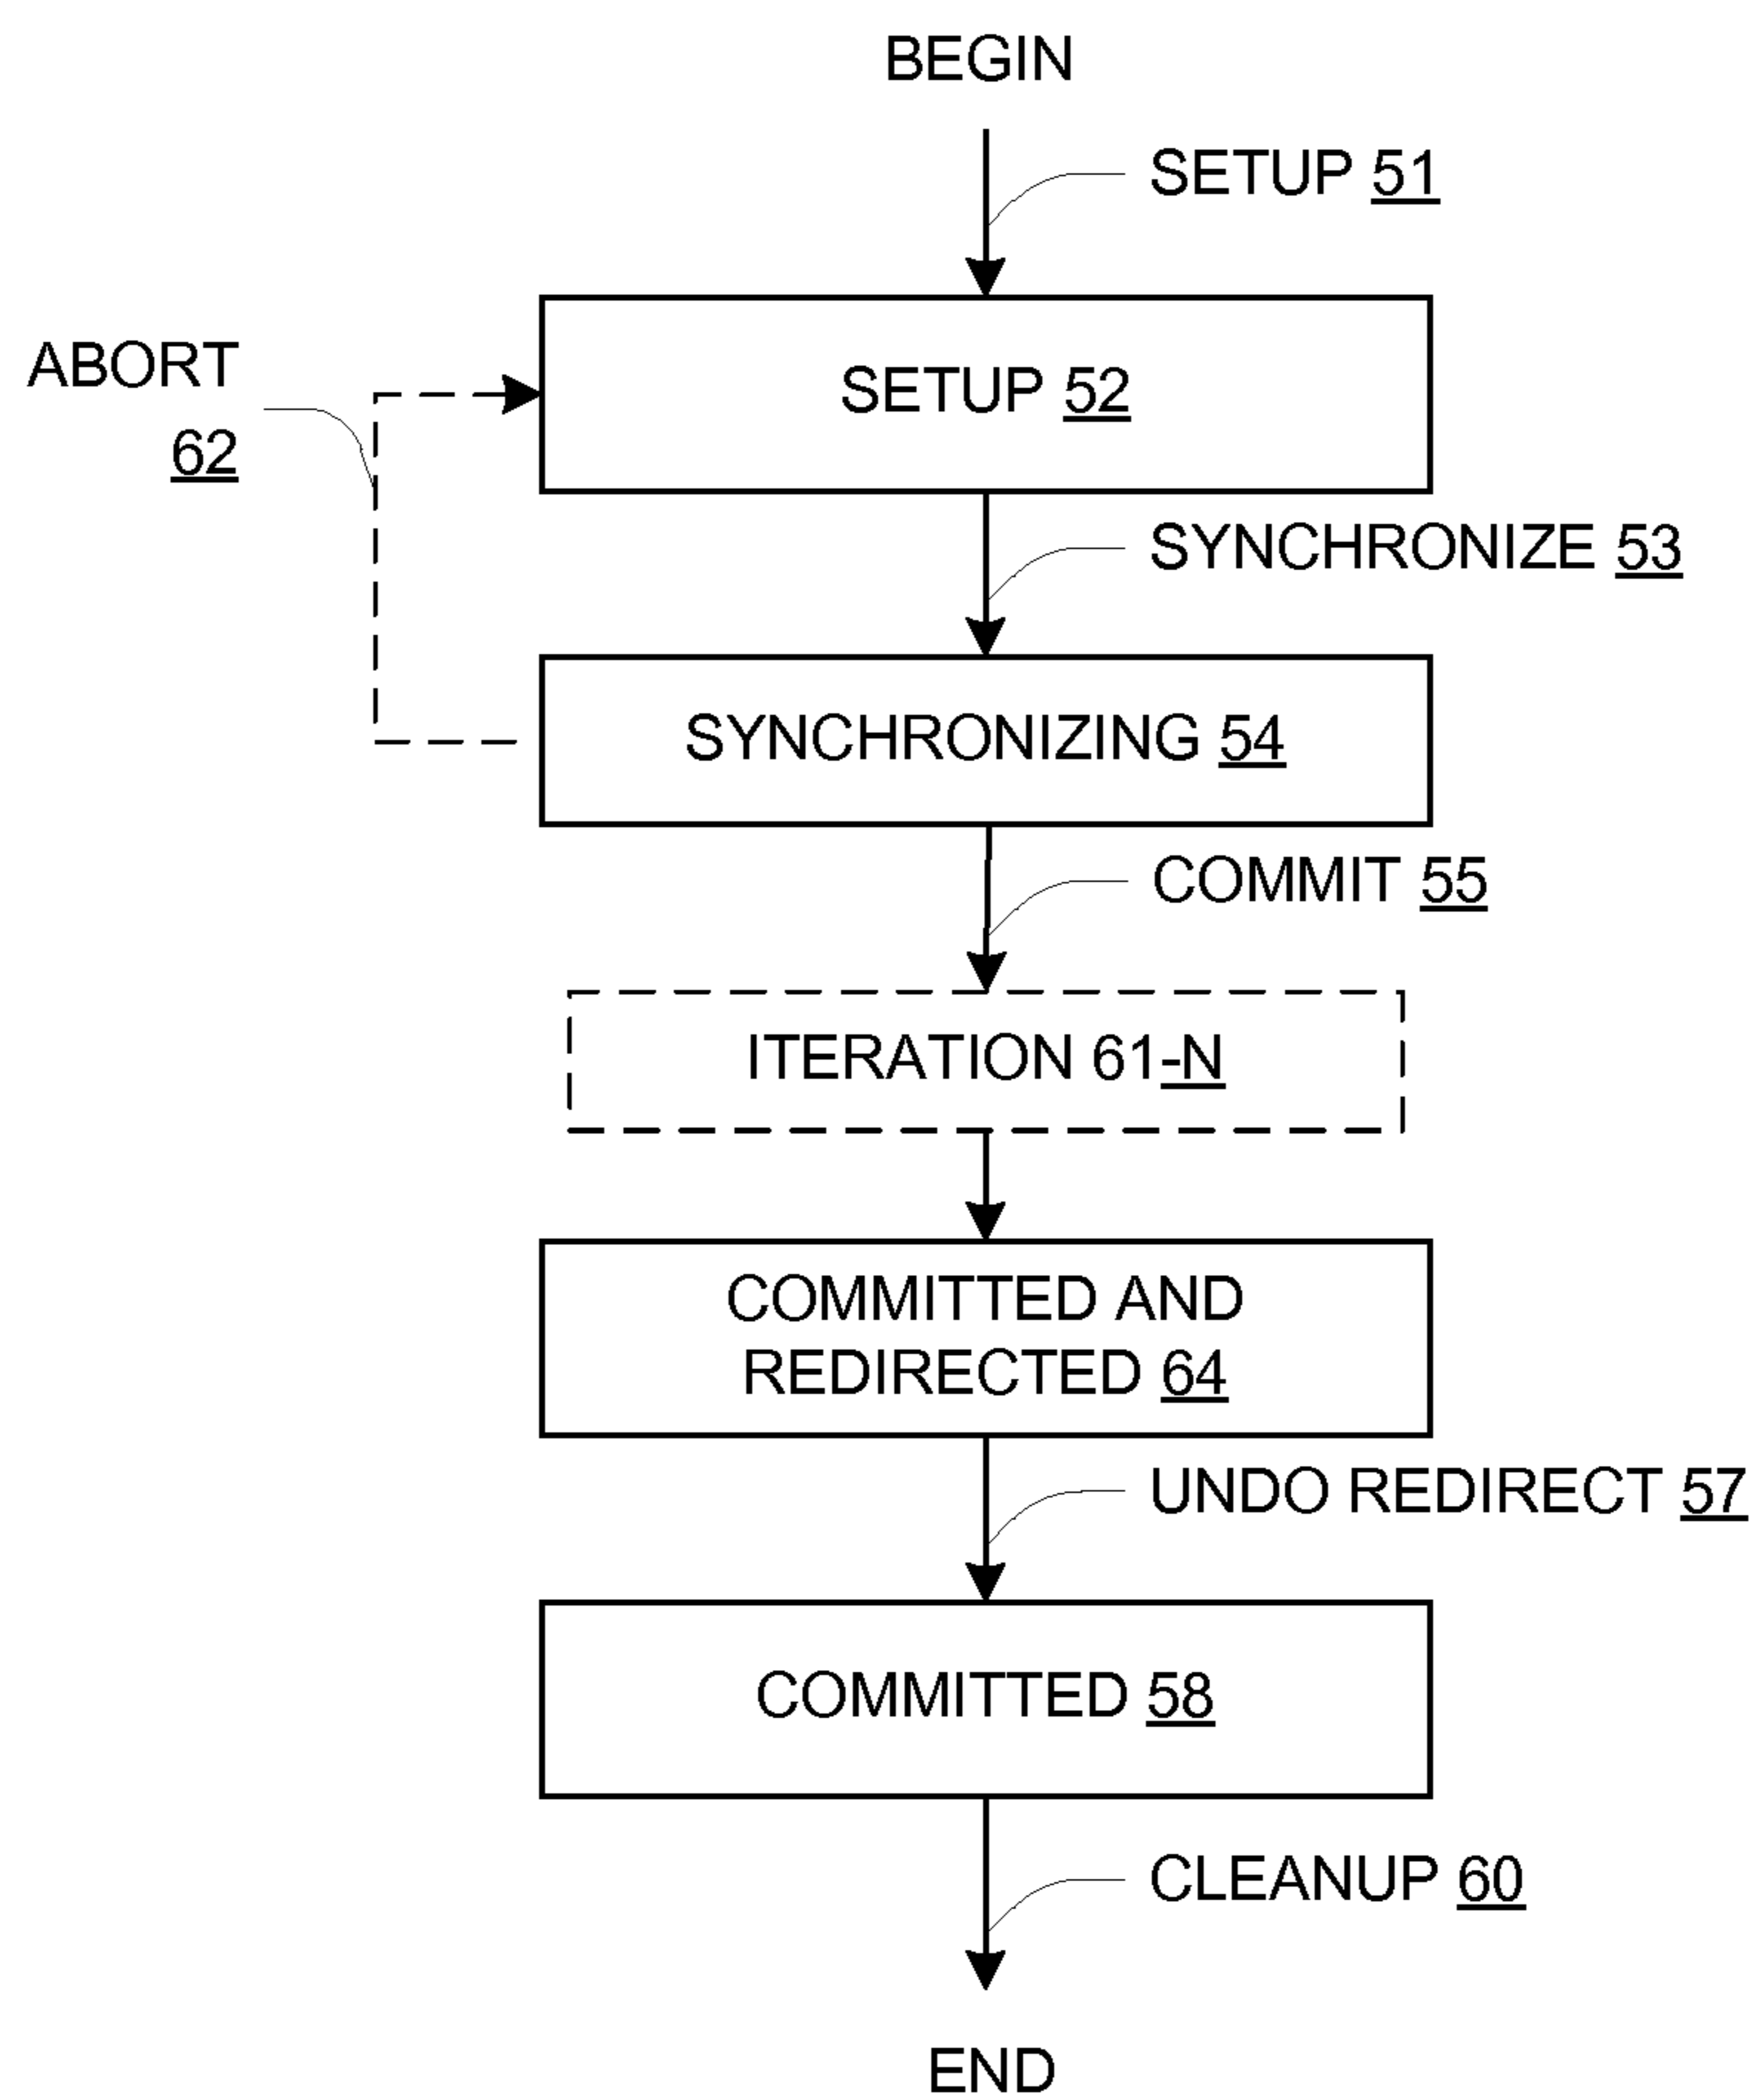 BEGIN
SETUP 51
ABORT
62
SETUP 52
SYNCHRONIZE 53
SYNCHRONIZING 54
COMMIT 55
ITERATION 61-N
COMMITTED AND
REDIRECTED 64
UNDO REDIRECT 57
COMMITTED 58
CLEANUP 60
END